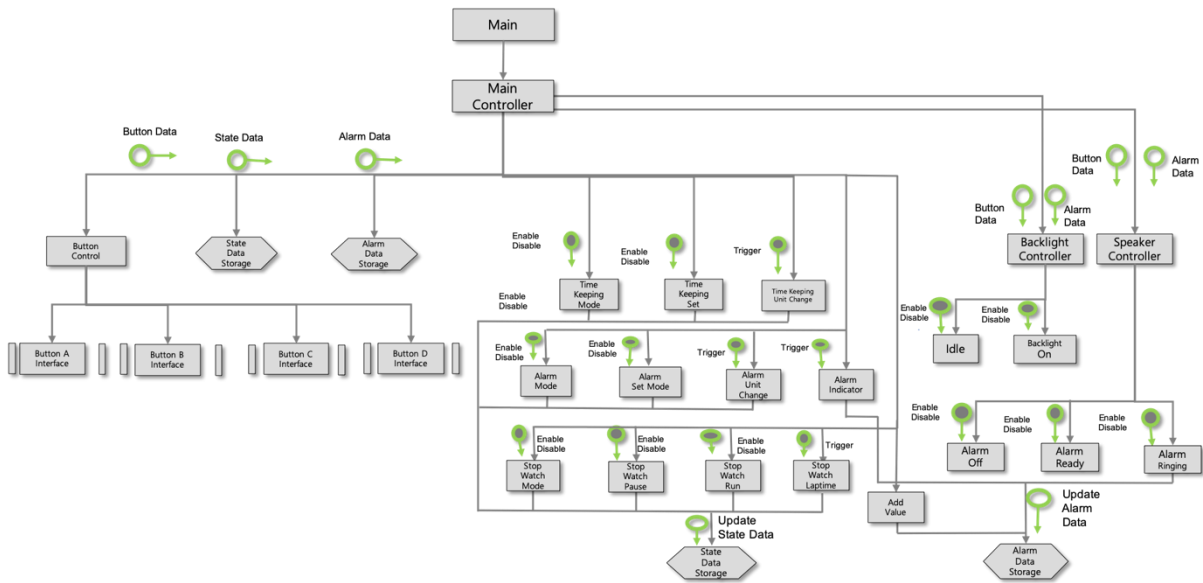 Main
Main
Controller
Button Data
State Data
Alarm Data
Button
Data
Alarm
Data
Button
Data
Alarm
Data
Button
Control
State
Data
Storage
Alarm
Data
Storage
Enable
Disable
Enable
Disable
Trigger
Backlight
Controller
Speaker
Controller
Time
Keeping
Mode
Time
Keeping
Set
Time Keeping
Unit Change
Enable
Disable
Enable
Disable
Enable
Disable
Button A
Interface
Button B
Interface
Button C
Interface
Button D
Interface
Enable
Disable
Enable
Disable
Trigger
Trigger
Idle
Backlight
On
Alarm
Mode
Alarm
Set Mode
Alarm
Unit
Change
Alarm
Indicator
Enable
Disable
Enable
Disable
Enable
Disable
Enable
Disable
Enable
Disable
Enable
Disable
Trigger
Alarm
Off
Alarm
Ready
Alarm
Ringing
Stop
Watch
Mode
Stop
Watch
Pause
Stop
Watch
Run
Stop
Watch
Laptime
Add
Value
Update
Alarm
Data
Update
State Data
State
Data
Storage
Alarm
Data
Storage